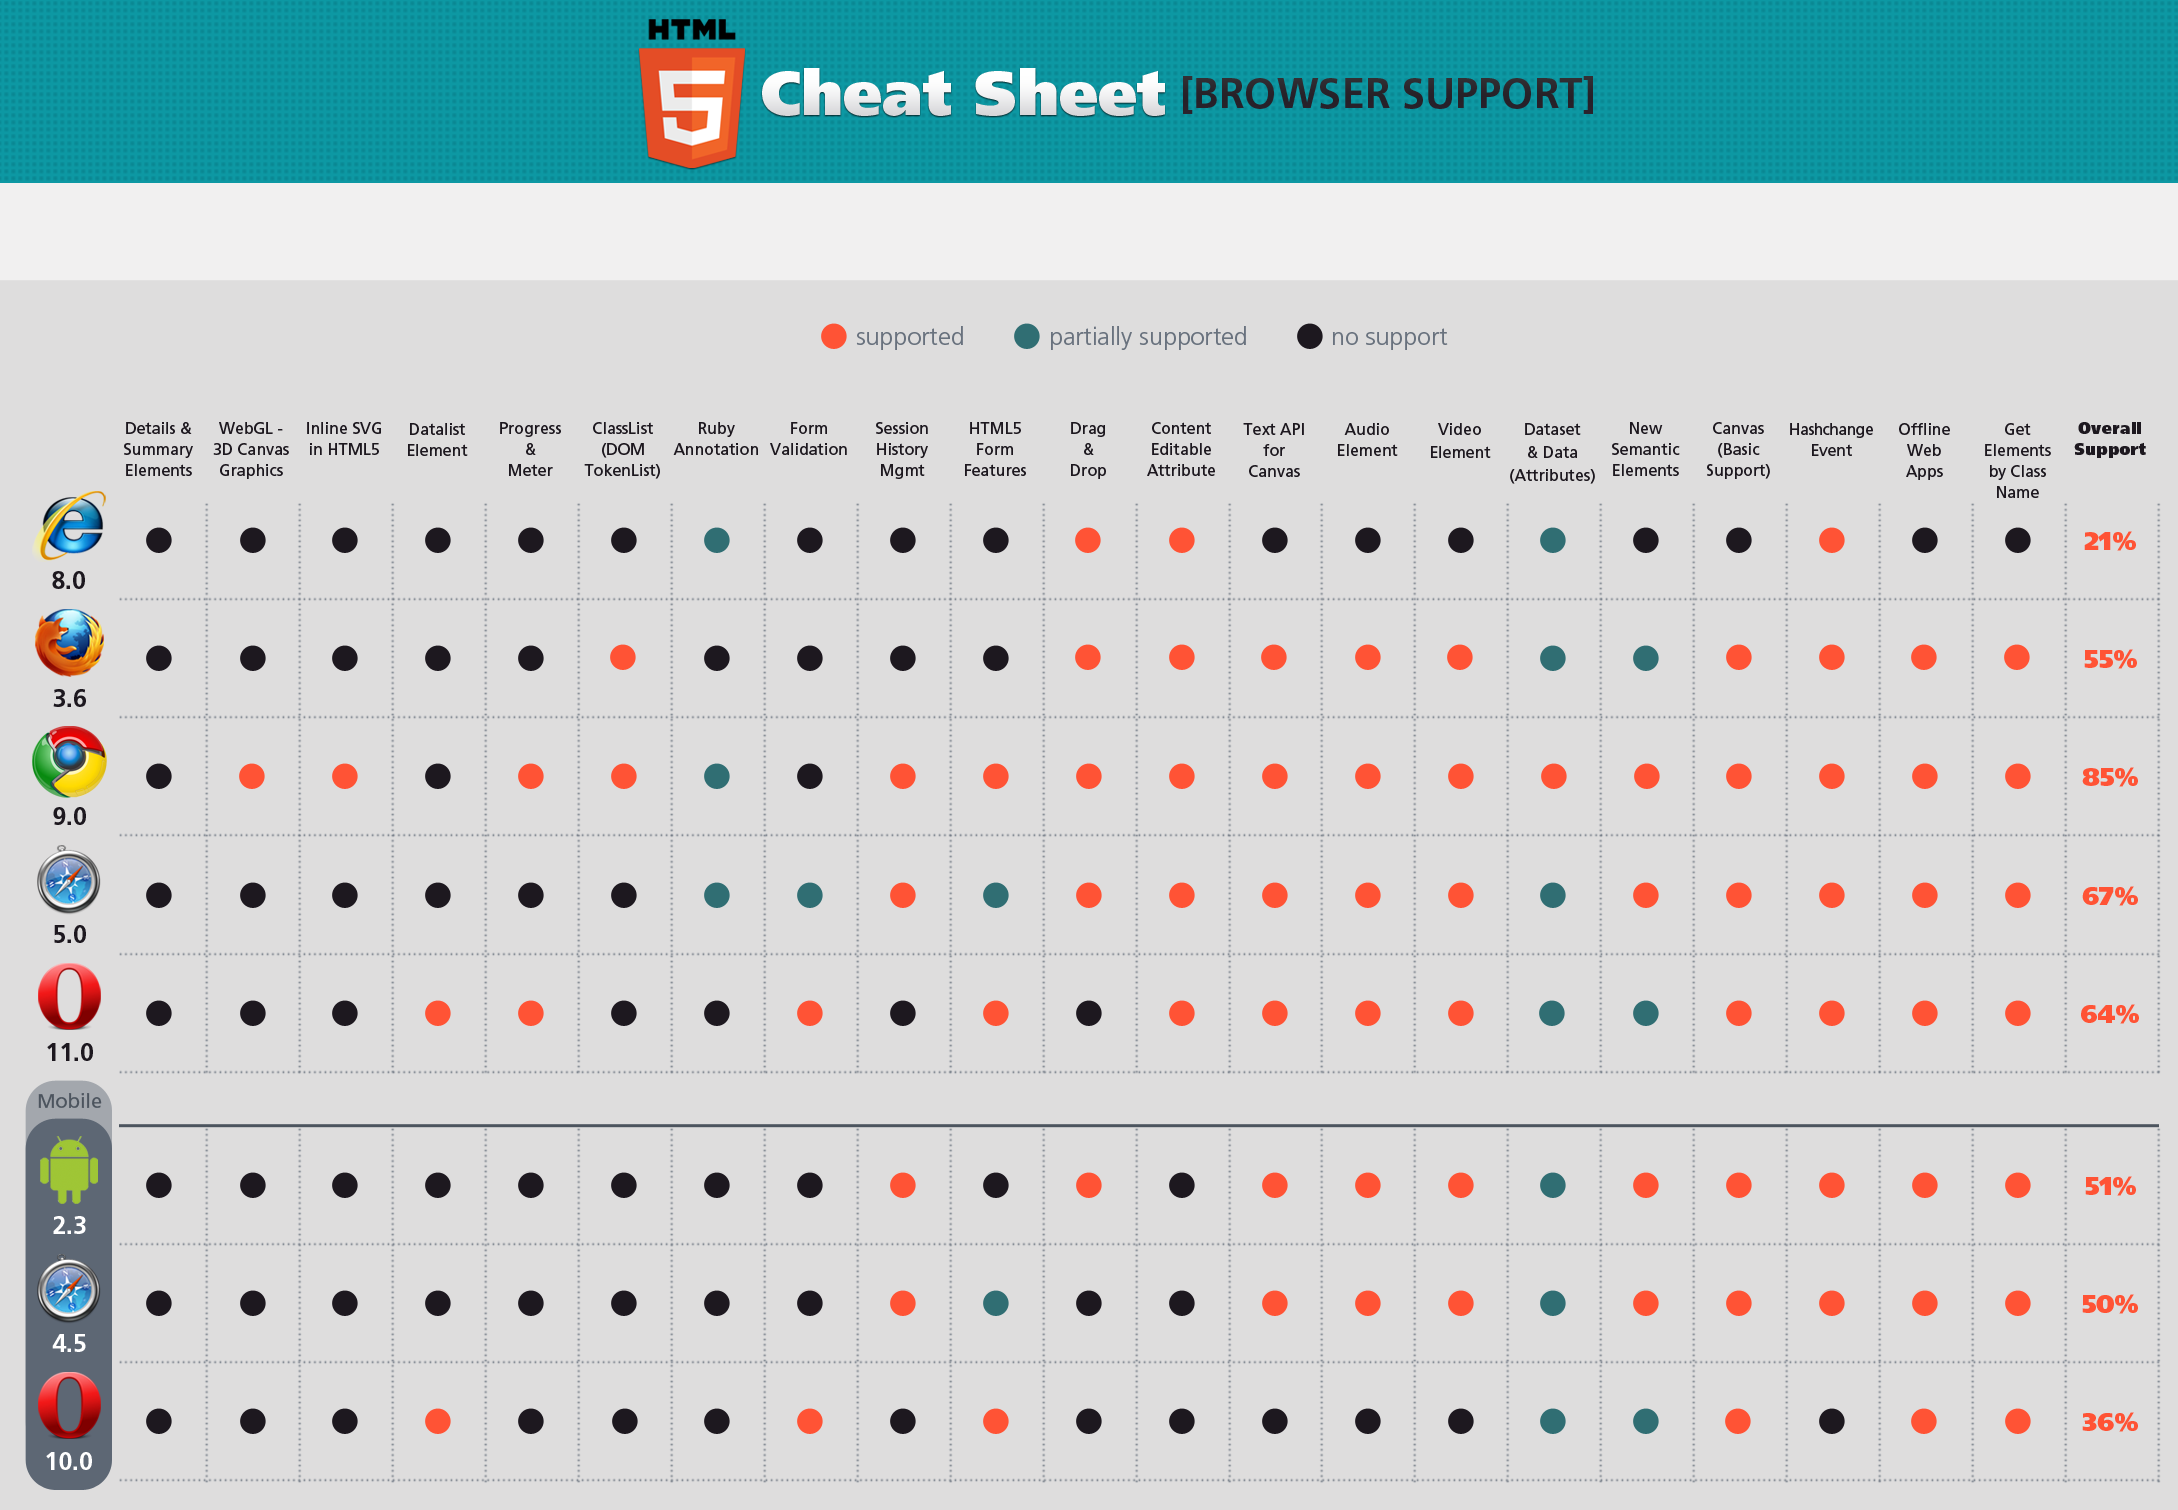 HTML
5 Cheat Sheet [BROWSER SUPPORT]
supported partially supported no support
Details & Summary Elements
WebGL - 3D Canvas Graphics
Inline SVG in HTML5
Datalist Element
Progress & Meter
ClassList (DOM TokenList)
Ruby Annotation
Form Validation
Session History Mgmt
HTML5 Form Features
Drag & Drop
Content Editable Attribute
Text API for Canvas
Audio Element
Video Element
Dataset & Data (Attributes)
New Semantic Elements
Canvas (Basic Support)
Hashchange Event
Offline Web Apps
Get Elements by Class Name
Overall Support
8.0 21%
3.6 55%
9.0 85%
5.0 67%
11.0 64%
Mobile
2.3 51%
4.5 50%
10.0 36%